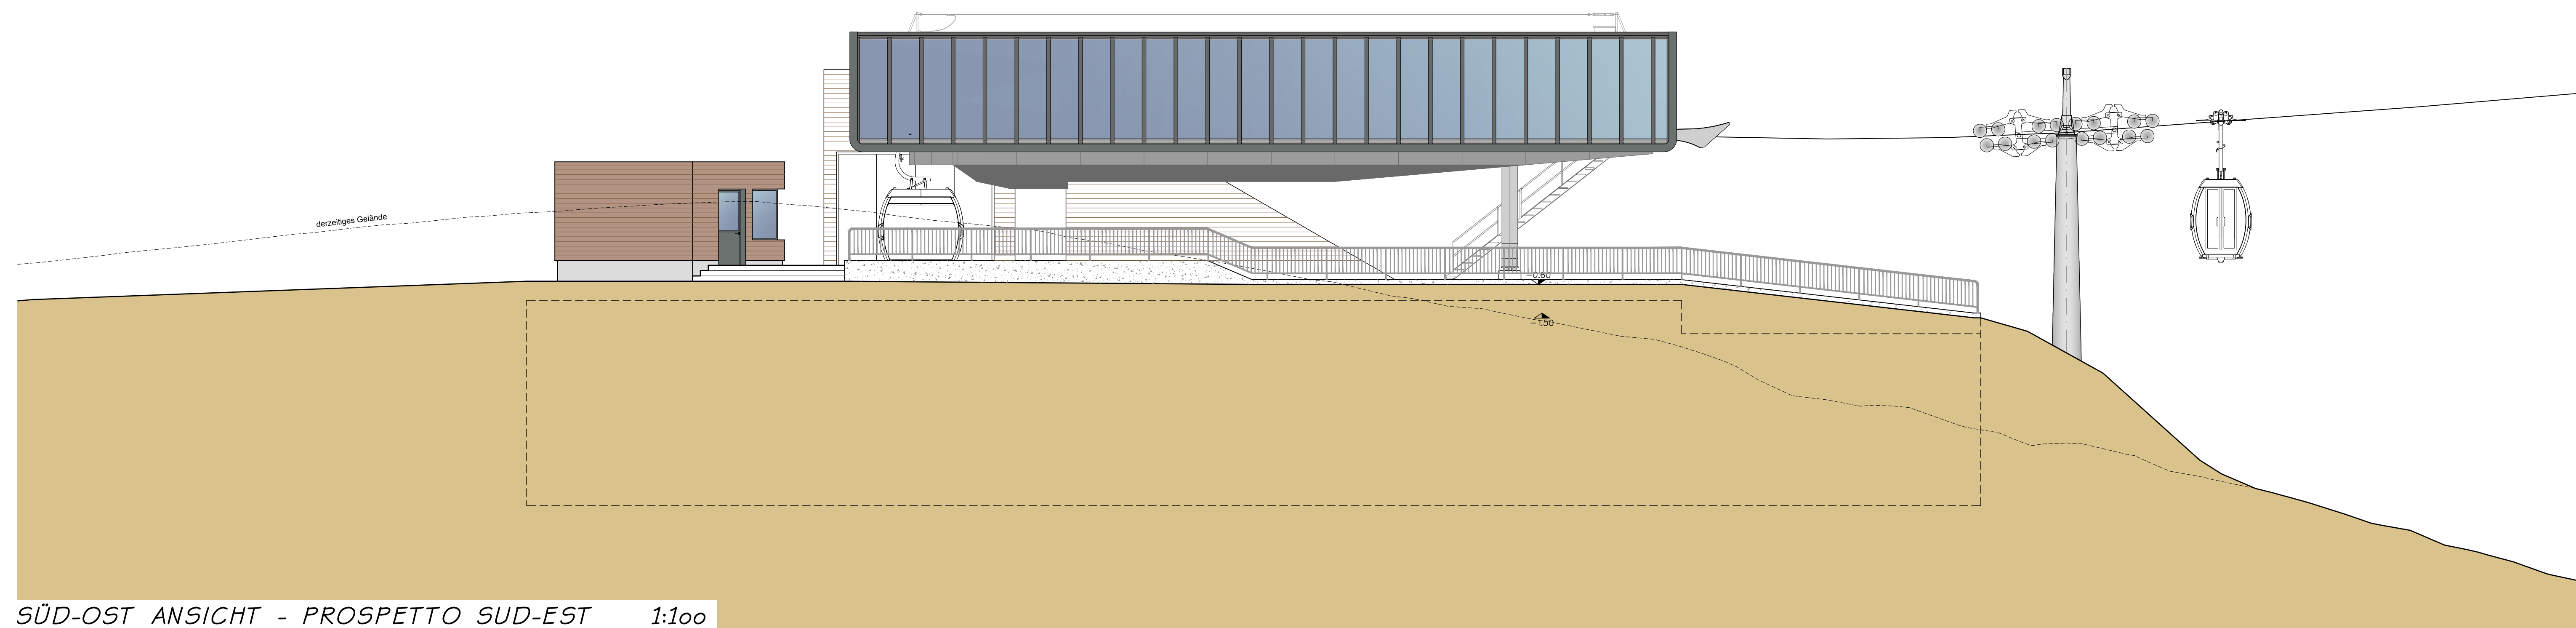 derzeitiges Gelände
-0.60
-1.50
SÜD-OST ANSICHT - PROSPETTO SUD-EST 1:100